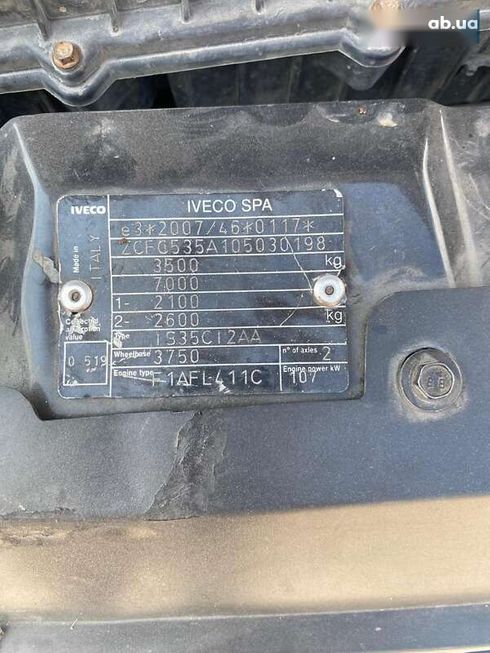 ab.ua
IVECO
IVECO SPA
Made in ITALY
e3*2007/46*0117*
ZCFC535A105030198
3500 kg
7000
1- 2100
2- 2600 kg
Corrected absorption value
0.519
Type IS35CI2AA
Wheelbase 3750
n° of axles 2
Engine type F1AFL411C
Engine power kW 107
88